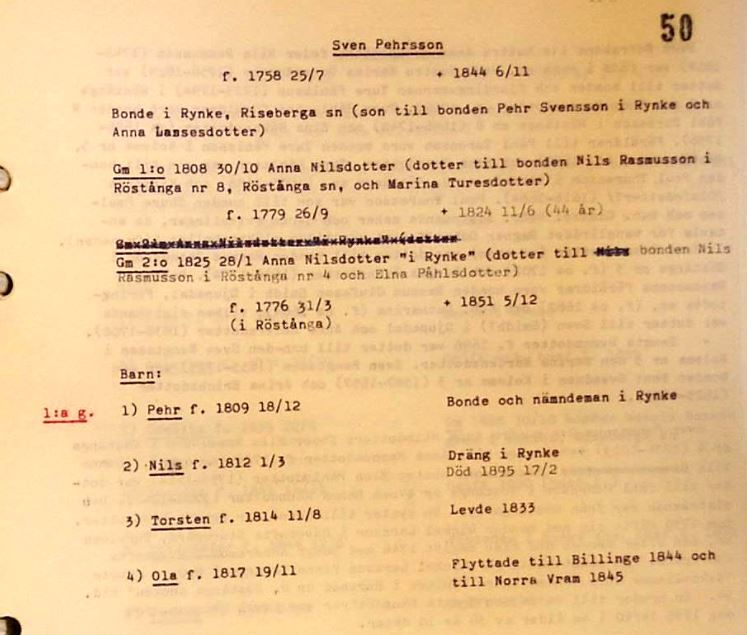 50
Sven Pehrsson
f. 1758 25/7 + 1844 6/11
Bonde i Rynke, Riseberga sn (son till bonden Pehr Svensson i Rynke och
Anna Lassesdotter)
Gm 1:o 1808 30/10 Anna Nilsdotter (dotter till bonden Nils Rasmusson i
Röstånga nr 8, Röstånga sn, och Marina Turesdotter)
f. 1779 26/9 + 1824 11/6 (44 år)
Gm 2:o 1825 28/1 Anna Nilsdotter "i Rynke" (dotter till Nils bonden Nils
Rasmusson i Röstånga nr 4 och Elna Påhlsdotter)
f. 1776 31/3 + 1851 5/12
(i Röstånga)
Barn:
1:a g. 1) Pehr f. 1809 18/12 Bonde och nämndeman i Rynke
2) Nils f. 1812 1/3 Dräng i Rynke
Död 1895 17/2
3) Torsten f. 1814 11/8 Levde 1833
4) Ola f. 1817 19/11 Flyttade till Billinge 1844 och
till Norra Vram 1845